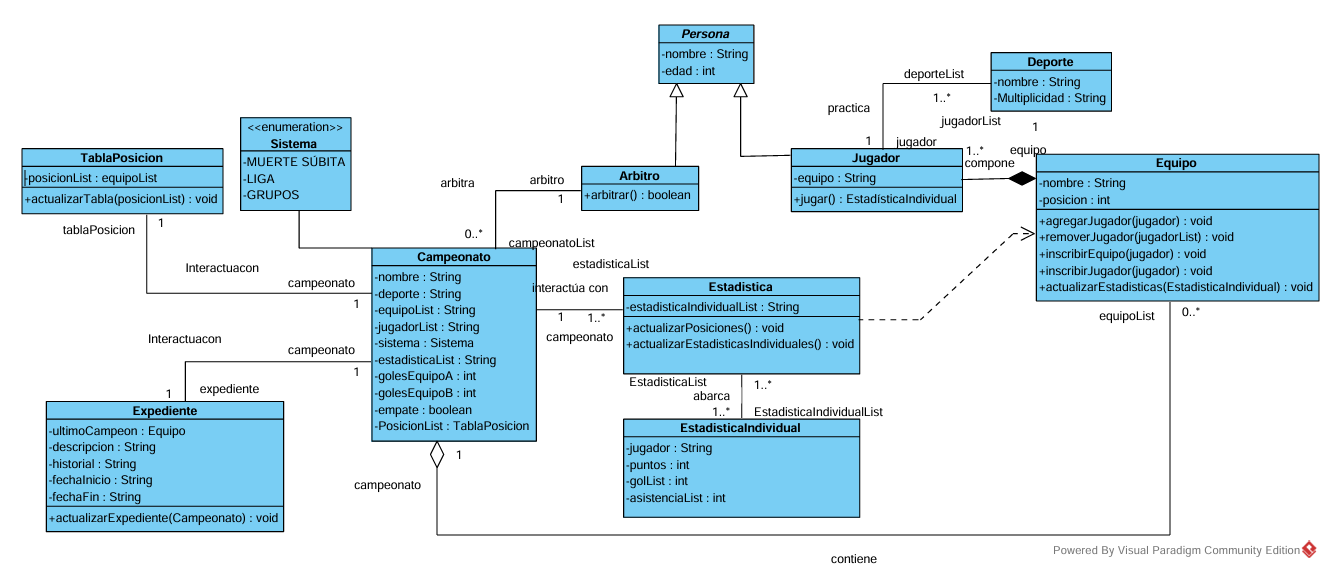 Persona
-nombre : String
-edad : int
Deporte
-nombre : String
-Multiplicidad : String
deporteList
1..*
practica
1
jugador
jugadorList
1
1..*
equipo
compone
<<enumeration>>
Sistema
-MUERTE SÚBITA
-LIGA
-GRUPOS
TablaPosicion
-posicionList : equipoList
+actualizarTabla(posicionList) : void
Jugador
-equipo : String
+jugar() : EstadísticaIndividual
Equipo
-nombre : String
-posicion : int
+agregarJugador(jugador) : void
+removerJugador(jugadorList) : void
+inscribirEquipo(jugador) : void
+inscribirJugador(jugador) : void
+actualizarEstadisticas(EstadisticaIndividual) : void
Arbitro
+arbitrar() : boolean
arbitra
arbitro
1
0..*
campeonatoList
tablaPosicion
1
Interactuacon
campeonato
1
Campeonato
-nombre : String
-deporte : String
-equipoList : String
-jugadorList : String
-sistema : Sistema
-estadisticaList : String
-golesEquipoA : int
-golesEquipoB : int
-empate : boolean
-PosicionList : TablaPosicion
estadisticaList
interactúa con
1
1..*
campeonato
Estadistica
-estadisticaIndividualList : String
+actualizarPosiciones() : void
+actualizarEstadisticasIndividuales() : void
equipoList
0..*
Interactuacon
campeonato
1
1
expediente
EstadisticaList
1..*
abarca
1..*
EstadisticaIndividualList
Expediente
-ultimoCampeon : Equipo
-descripcion : String
-historial : String
-fechaInicio : String
-fechaFin : String
+actualizarExpediente(Campeonato) : void
EstadisticaIndividual
-jugador : String
-puntos : int
-golList : int
-asistenciaList : int
1
campeonato
contiene
Powered By Visual Paradigm Community Edition